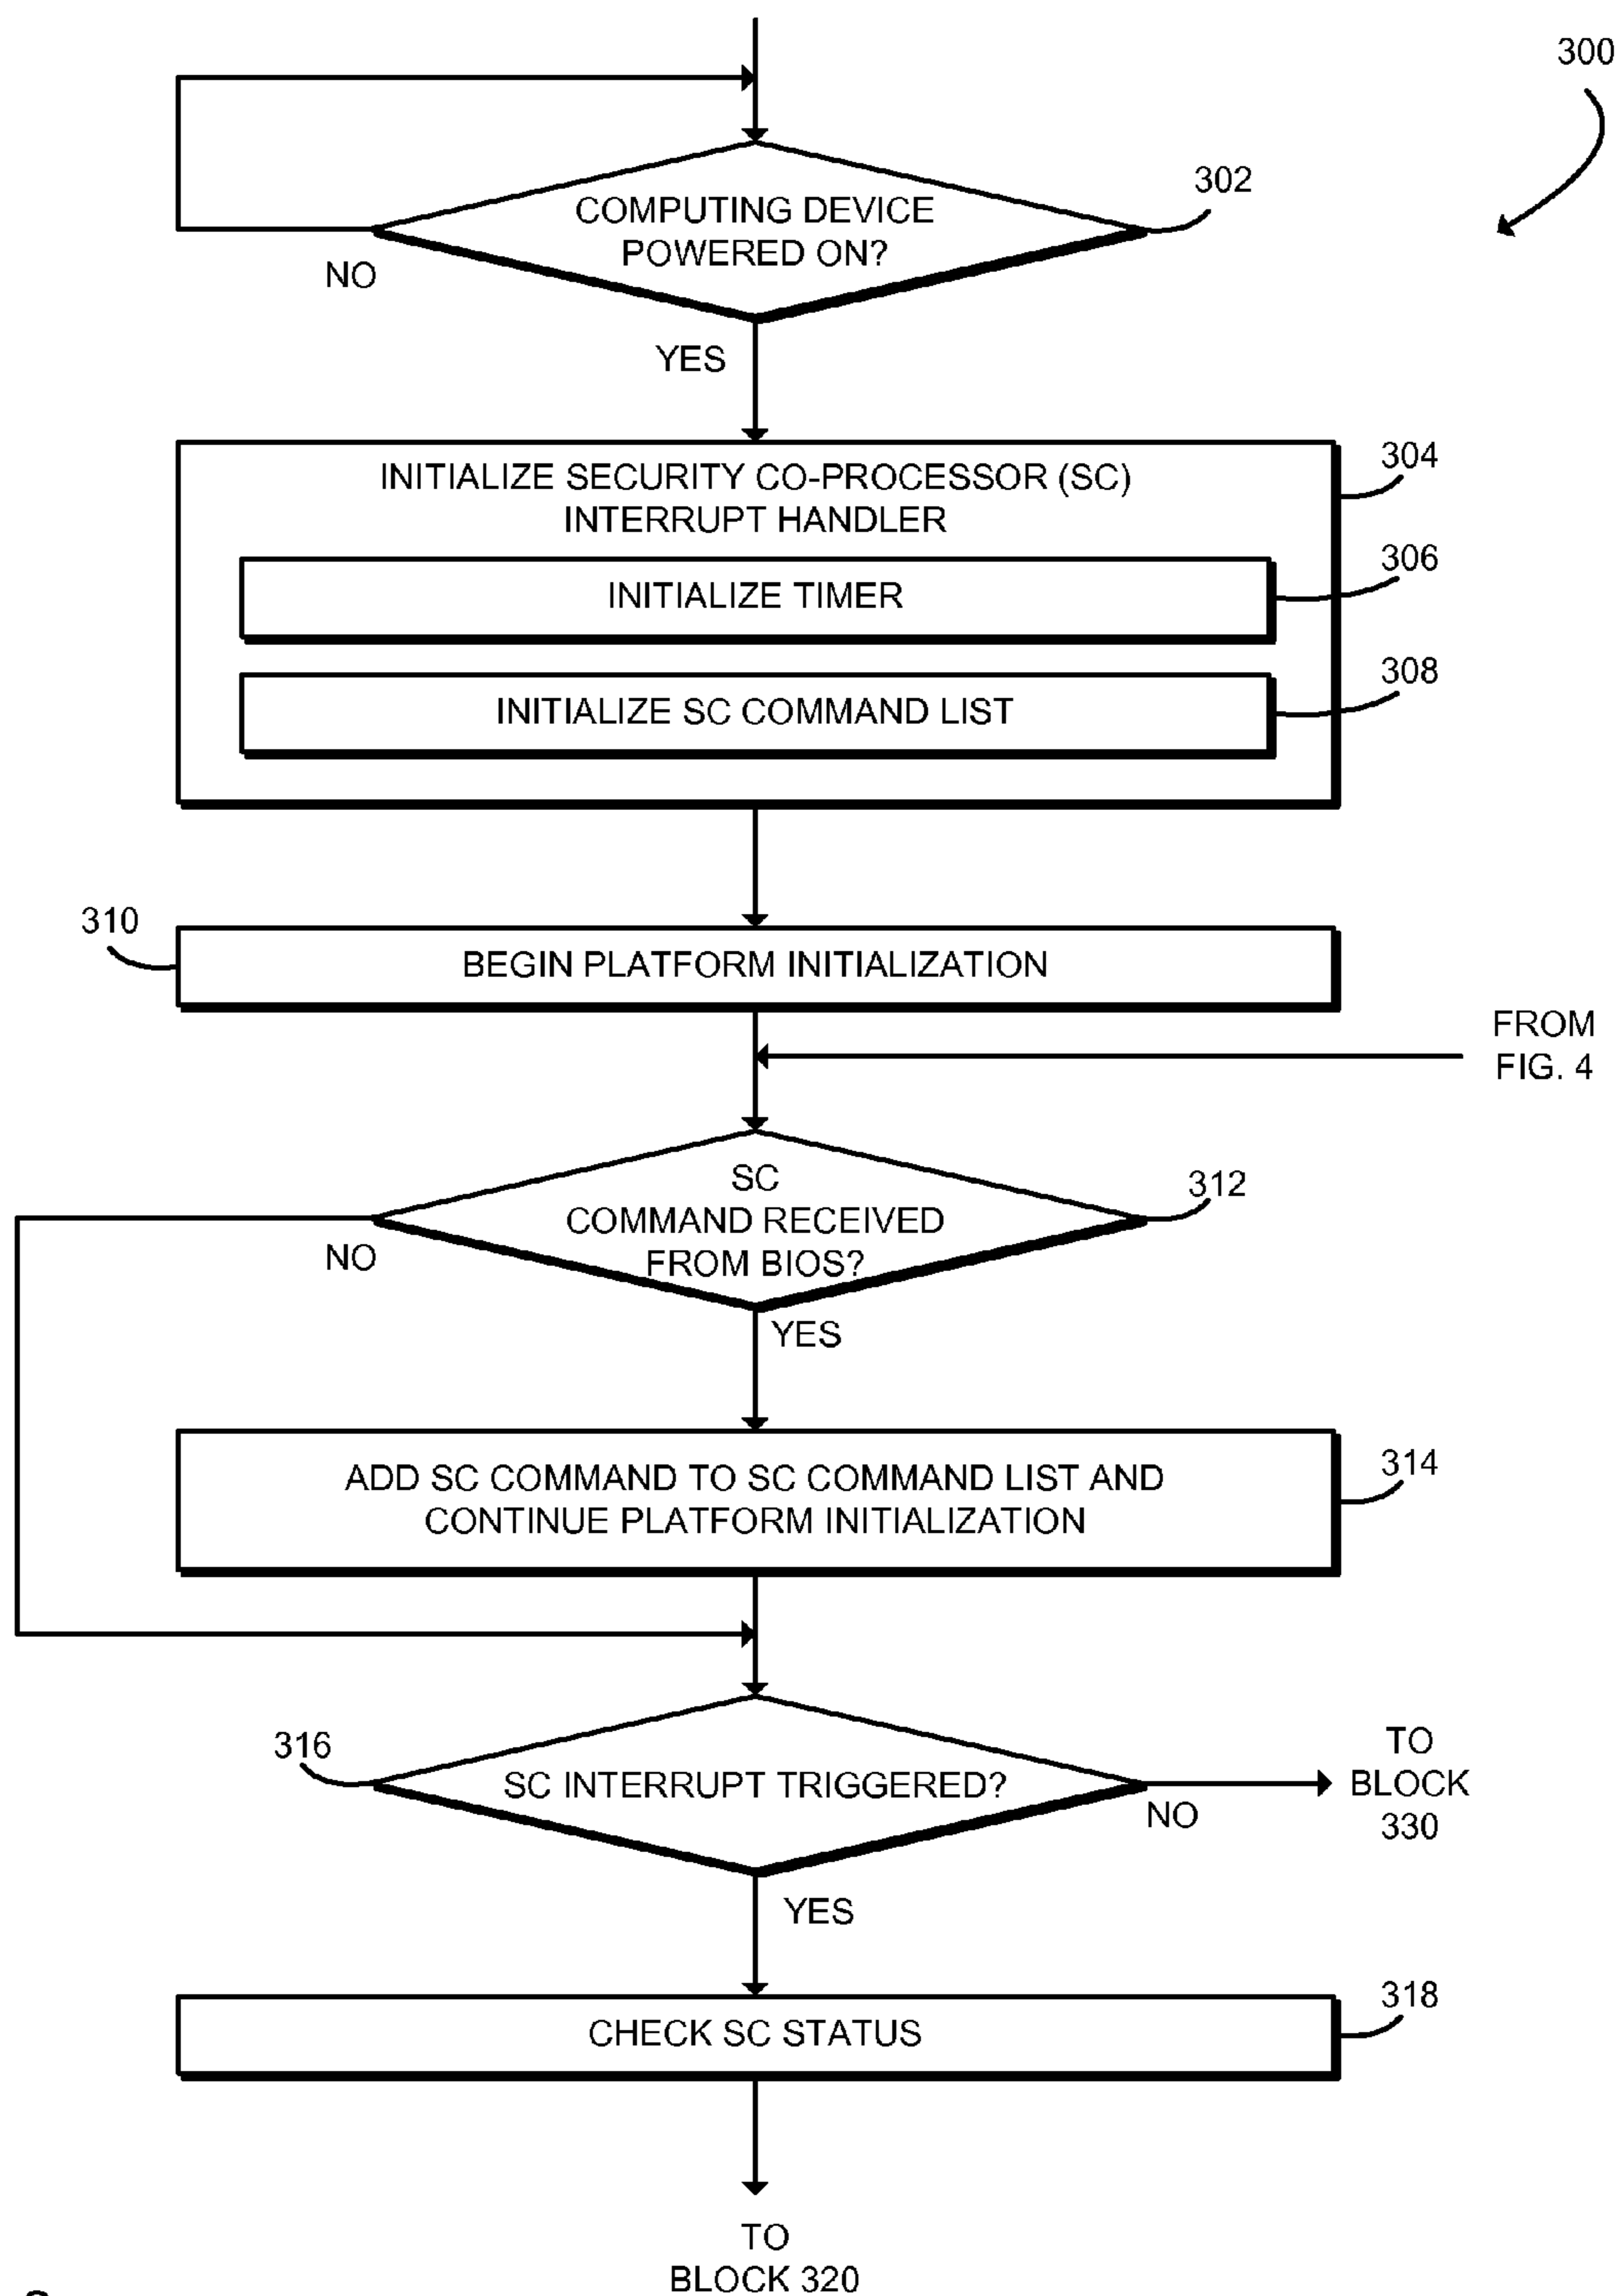 300
302
COMPUTING DEVICE
POWERED ON?
NO
YES
304
INITIALIZE SECURITY CO-PROCESSOR (SC)
INTERRUPT HANDLER
306
INITIALIZE TIMER
308
INITIALIZE SC COMMAND LIST
310
BEGIN PLATFORM INITIALIZATION
FROM
FIG. 4
312
SC
COMMAND RECEIVED
FROM BIOS?
NO
YES
314
ADD SC COMMAND TO SC COMMAND LIST AND
CONTINUE PLATFORM INITIALIZATION
316
SC INTERRUPT TRIGGERED?
NO
TO
BLOCK
330
YES
318
CHECK SC STATUS
TO
BLOCK 320